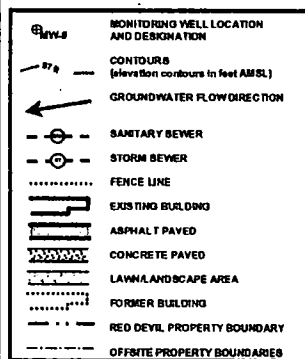 MW-8 MONITORING WELL LOCATION
AND DESIGNATION
CONTOURS
(elevation contours in feet AMSL)
GROUNDWATER FLOW DIRECTION
SANITARY SEWER
ST STORM SEWER
FENCE LINE
EXISTING BUILDING
ASPHALT PAVED
CONCRETE PAVED
LAWN/LANDSCAPE AREA
FORMER BUILDING
RED DEVIL PROPERTY BOUNDARY
OFFSITE PROPERTY BOUNDARIES